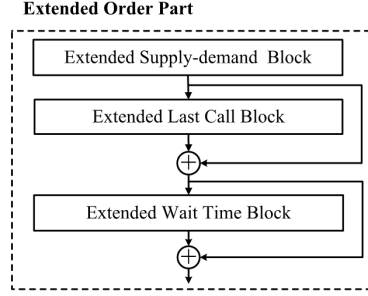 Extended Order Part
Extended Supply-demand Block
Extended Last Call Block
Extended Wait Time Block